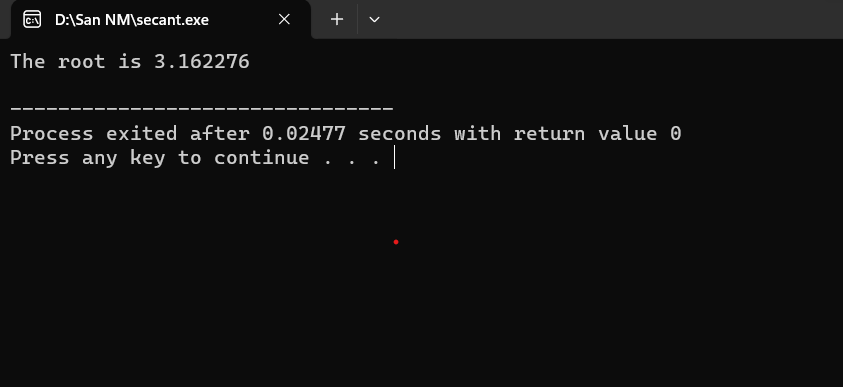 D:\San NM\secant.exe
The root is 3.162276
--------------------------------
Process exited after 0.02477 seconds with return value 0
Press any key to continue . . .